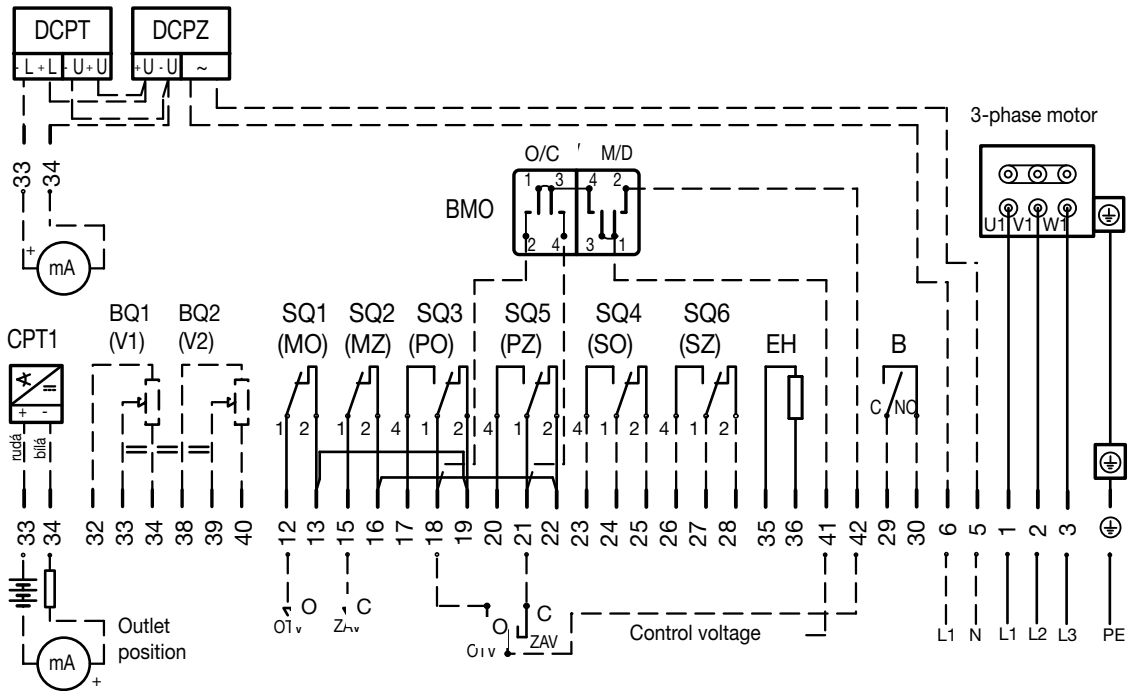 DCPT DCPZ
- L + L - U + U +U - U ~
3-phase motor
O/C M/D
1 3 4 2
BMO
2 4 3 1
33 34
+ mA
U1 V1 W1
CPT1
BQ1 (V1)
BQ2 (V2)
SQ1 (MO)
SQ2 (MZ)
SQ3 (PO)
SQ5 (PZ)
SQ4 (SO)
SQ6 (SZ)
EH
B
C NO
+ -
rudá bílá
1 2 1 2 4 1 2 4 1 2 4 1 2 4 1 2
33 34 32 33 34 38 39 40 12 13 15 16 17 18 19 20 21 22 23 24 25 26 27 28 35 36 41 42 29 30 6 5 1 2 3
O C
ZAV
O C
ZAV
Control voltage
L1 N L1 L2 L3 PE
Outlet
position
mA +